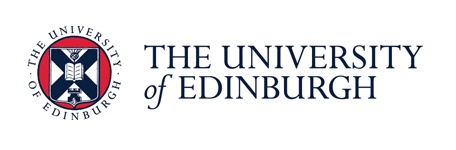 THE UNIVERSITY
OF EDINBURGH
THE UNIVERSITY
of EDINBURGH